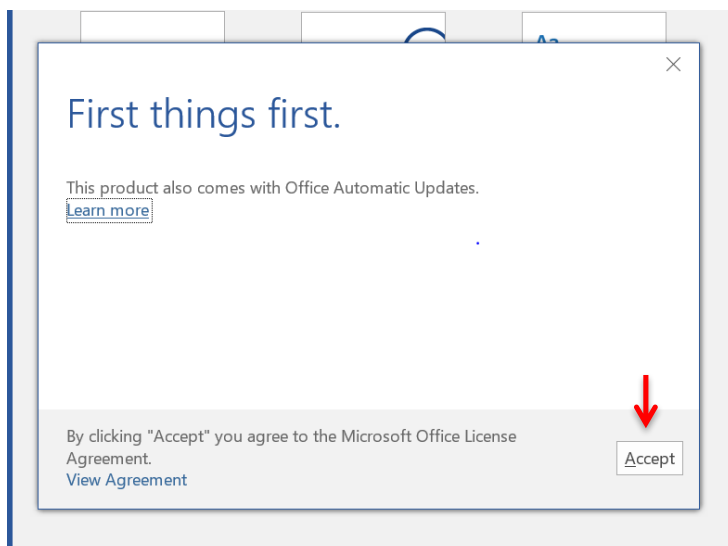 Aa
First things first.
This product also comes with Office Automatic Updates.
Learn more
By clicking "Accept" you agree to the Microsoft Office License
Agreement.
View Agreement
Accept